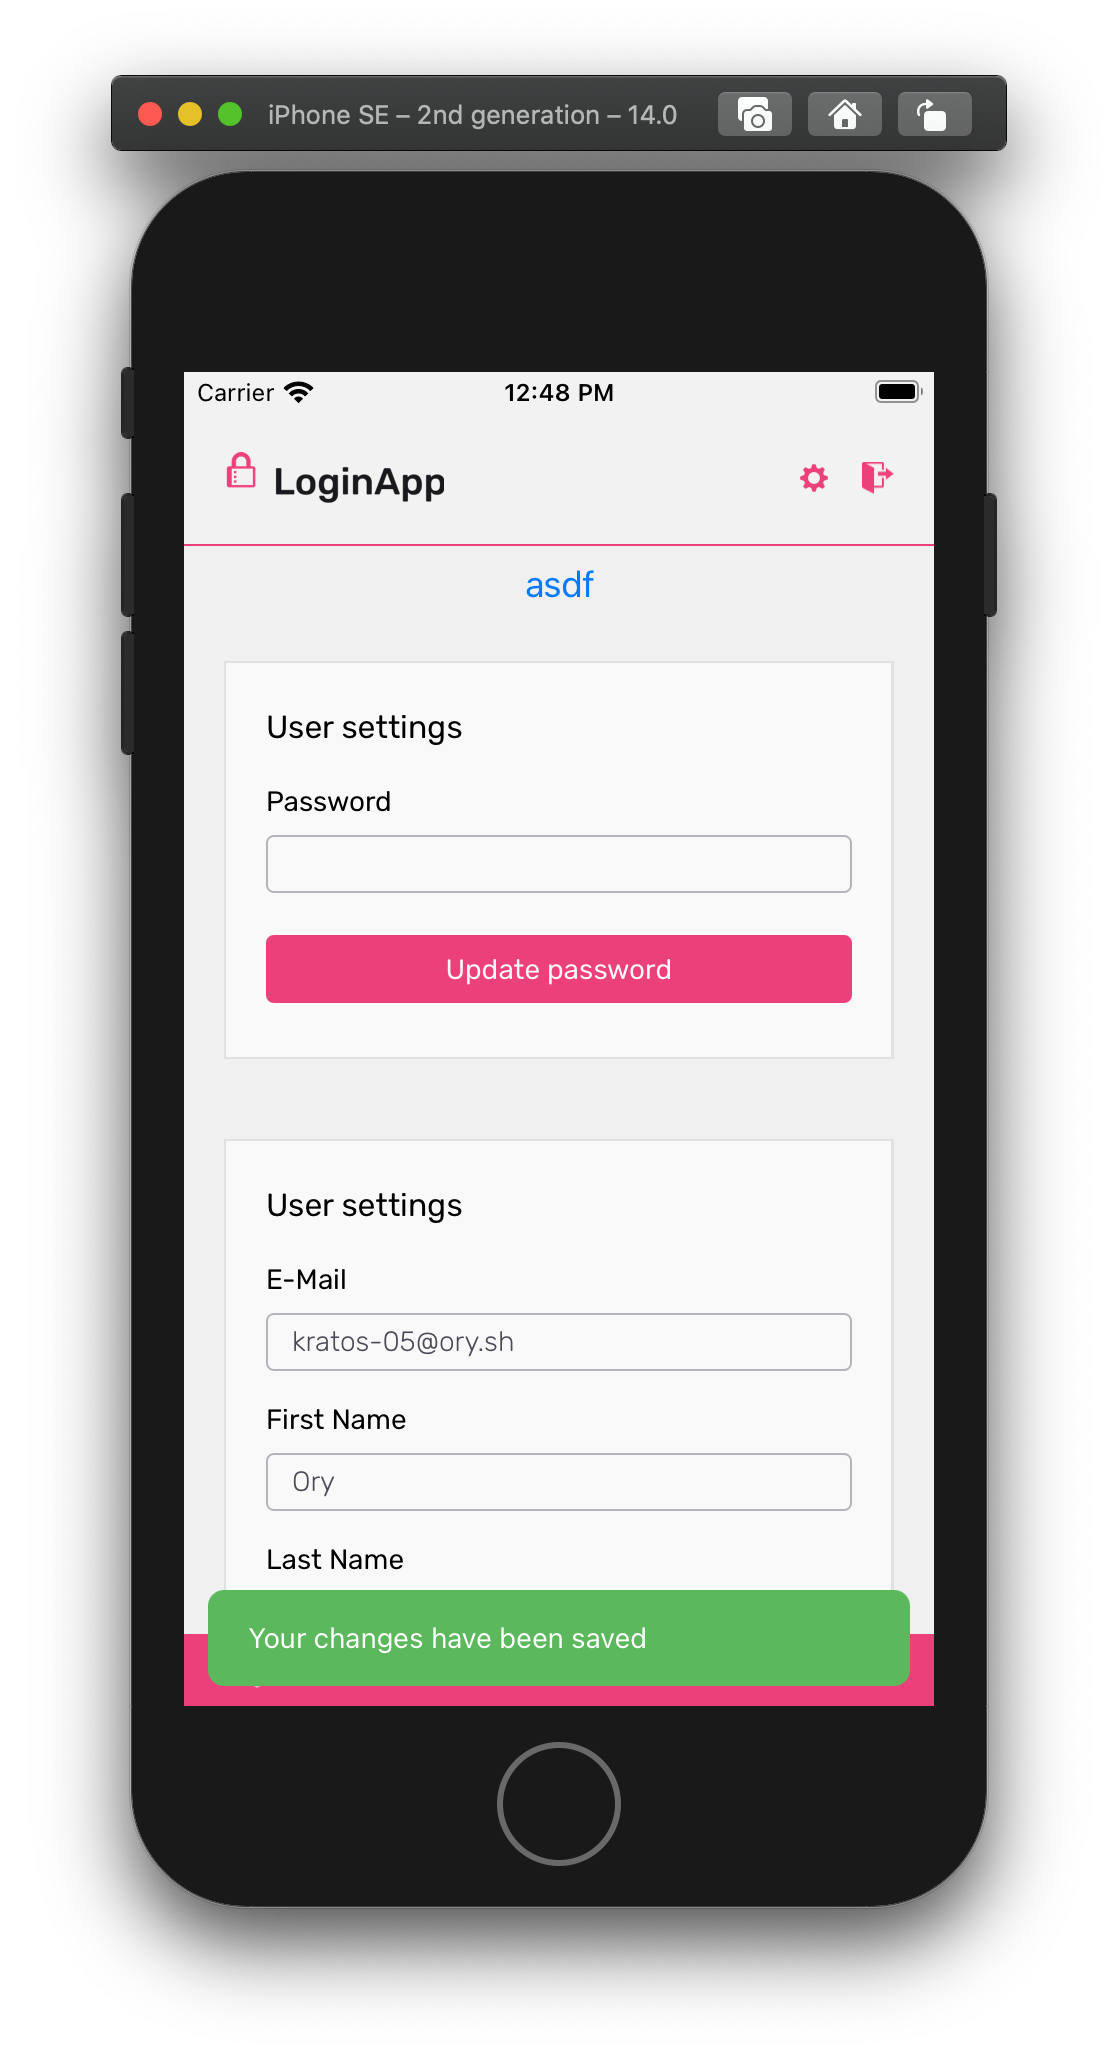 iPhone SE – 2nd generation – 14.0
Carrier 12:48 PM
LoginApp
asdf
User settings
Password
Update password
User settings
E-Mail
kratos-05@ory.sh
First Name
Ory
Last Name
Your changes have been saved